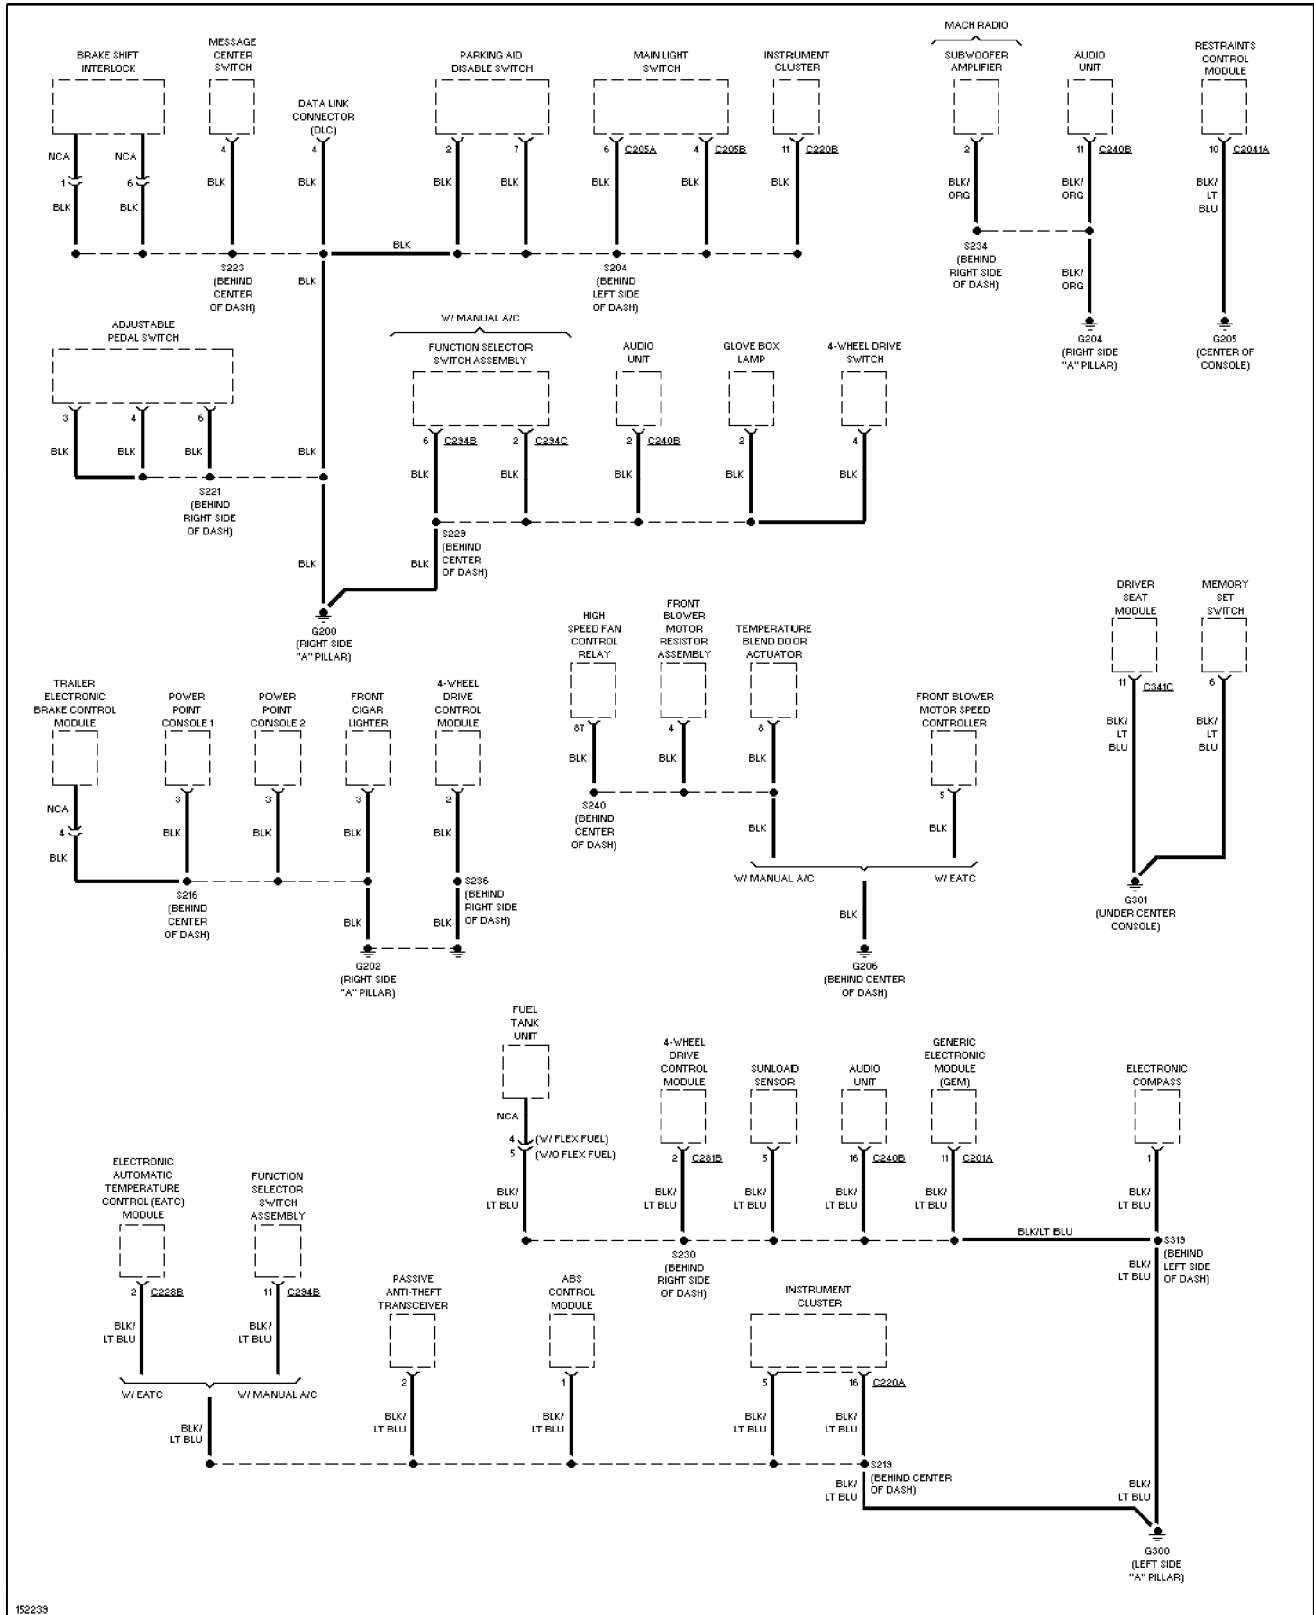 MACH RADIO
BRAKE SHIFT
INTERLOCK
MESSAGE
CENTER
SWITCH
DATA LINK
CONNECTOR
(DLC)
PARKING AID
DISABLE SWITCH
MAIN LIGHT
SWITCH
INSTRUMENT
CLUSTER
SUBWOOFER
AMPLIFIER
AUDIO
UNIT
RESTRAINTS
CONTROL
MODULE
4 4 2 7 6 C205A 4 C205B 11 C220B 2 11 C240B 10 C2041A
NCA NCA
1 6
BLK BLK BLK BLK BLK BLK BLK BLK
BLK/
ORG
BLK/
ORG
BLK/
LT
BLU
BLK BLK
BLK
S223
(BEHIND
CENTER
OF DASH)
BLK
S204
(BEHIND
LEFT SIDE
OF DASH)
S234
(BEHIND
RIGHT SIDE
OF DASH)
BLK/
ORG
G204
(RIGHT SIDE
"A" PILLAR)
G205
(CENTER OF
CONSOLE)
ADJUSTABLE
PEDAL SWITCH
W/ MANUAL A/C
FUNCTION SELECTOR
SWITCH ASSEMBLY
AUDIO
UNIT
GLOVE BOX
LAMP
4-WHEEL DRIVE
SWITCH
3 4 6
6 C294B 2 C294C 2 C240B 2 4
BLK BLK BLK BLK
BLK BLK BLK BLK BLK
S221
(BEHIND
RIGHT SIDE
OF DASH)
S229
(BEHIND
CENTER
OF DASH)
BLK BLK
G200
(RIGHT SIDE
"A" PILLAR)
HIGH
SPEED FAN
CONTROL
RELAY
FRONT
BLOWER
MOTOR
RESISTOR
ASSEMBLY
TEMPERATURE
BLEND DOOR
ACTUATOR
DRIVER
SEAT
MODULE
MEMORY
SET
SWITCH
TRAILER
ELECTRONIC
BRAKE CONTROL
MODULE
POWER
POINT
CONSOLE 1
POWER
POINT
CONSOLE 2
FRONT
CIGAR
LIGHTER
4-WHEEL
DRIVE
CONTROL
MODULE
FRONT BLOWER
MOTOR SPEED
CONTROLLER
11 C341C 6
87 4 8
BLK/
LT
BLU
BLK/
LT
BLU
BLK BLK BLK
3 3 3 2 5
NCA
4
BLK
BLK BLK BLK BLK
S240
(BEHIND
CENTER
OF DASH)
BLK BLK
W/ MANUAL A/C W/ EATC
S216
(BEHIND
CENTER
OF DASH)
S236
(BEHIND
RIGHT SIDE
OF DASH)
BLK BLK
BLK
G301
(UNDER CENTER
CONSOLE)
G202
(RIGHT SIDE
"A" PILLAR)
G206
(BEHIND CENTER
OF DASH)
FUEL
TANK
UNIT
4-WHEEL
DRIVE
CONTROL
MODULE
SUNLOAD
SENSOR
AUDIO
UNIT
GENERIC
ELECTRONIC
MODULE
(GEM)
ELECTRONIC
COMPASS
NCA
4 (W/ FLEX FUEL)
5 (W/O FLEX FUEL)
2 C281B 5 16 C240B 11 C201A 1
BLK/
LT BLU
BLK/
LT BLU
BLK/
LT BLU
BLK/
LT BLU
BLK/
LT BLU
BLK/
LT BLU
BLK/LT BLU
S230
(BEHIND
RIGHT SIDE
OF DASH)
S319
(BEHIND
LEFT SIDE
OF DASH)
BLK/
LT BLU
ELECTRONIC
AUTOMATIC
TEMPERATURE
CONTROL (EATC)
MODULE
FUNCTION
SELECTOR
SWITCH
ASSEMBLY
PASSIVE
ANTI-THEFT
TRANSCEIVER
ABS
CONTROL
MODULE
INSTRUMENT
CLUSTER
2 C228B 11 C294B
BLK/
LT BLU
BLK/
LT BLU
W/ EATC W/ MANUAL A/C
2 1 5 16 C220A
BLK/
LT BLU
BLK/
LT BLU
BLK/
LT BLU
BLK/
LT BLU
BLK/
LT BLU
S219
(BEHIND CENTER
OF DASH)
BLK/
LT BLU
BLK/
LT BLU
G300
(LEFT SIDE
"A" PILLAR)
152239